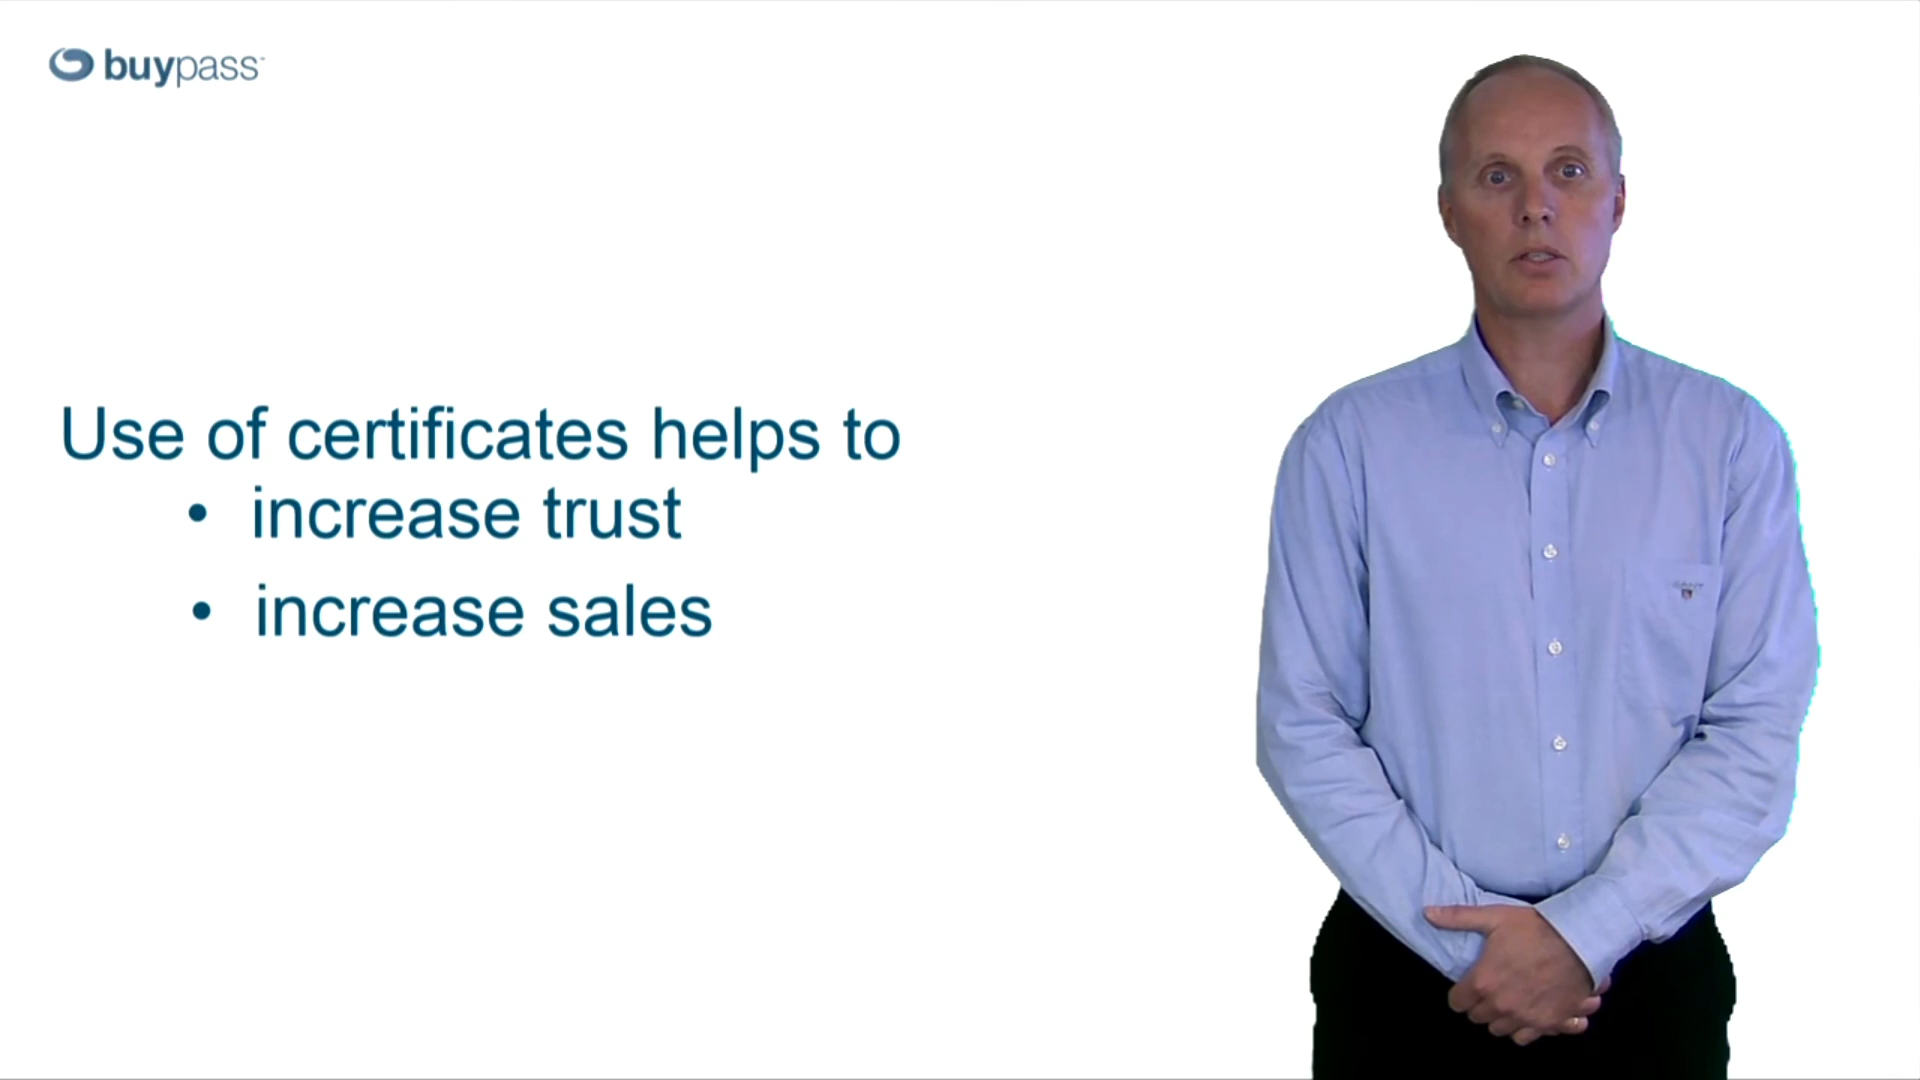 buypass
Use of certificates helps to
• increase trust
• increase sales